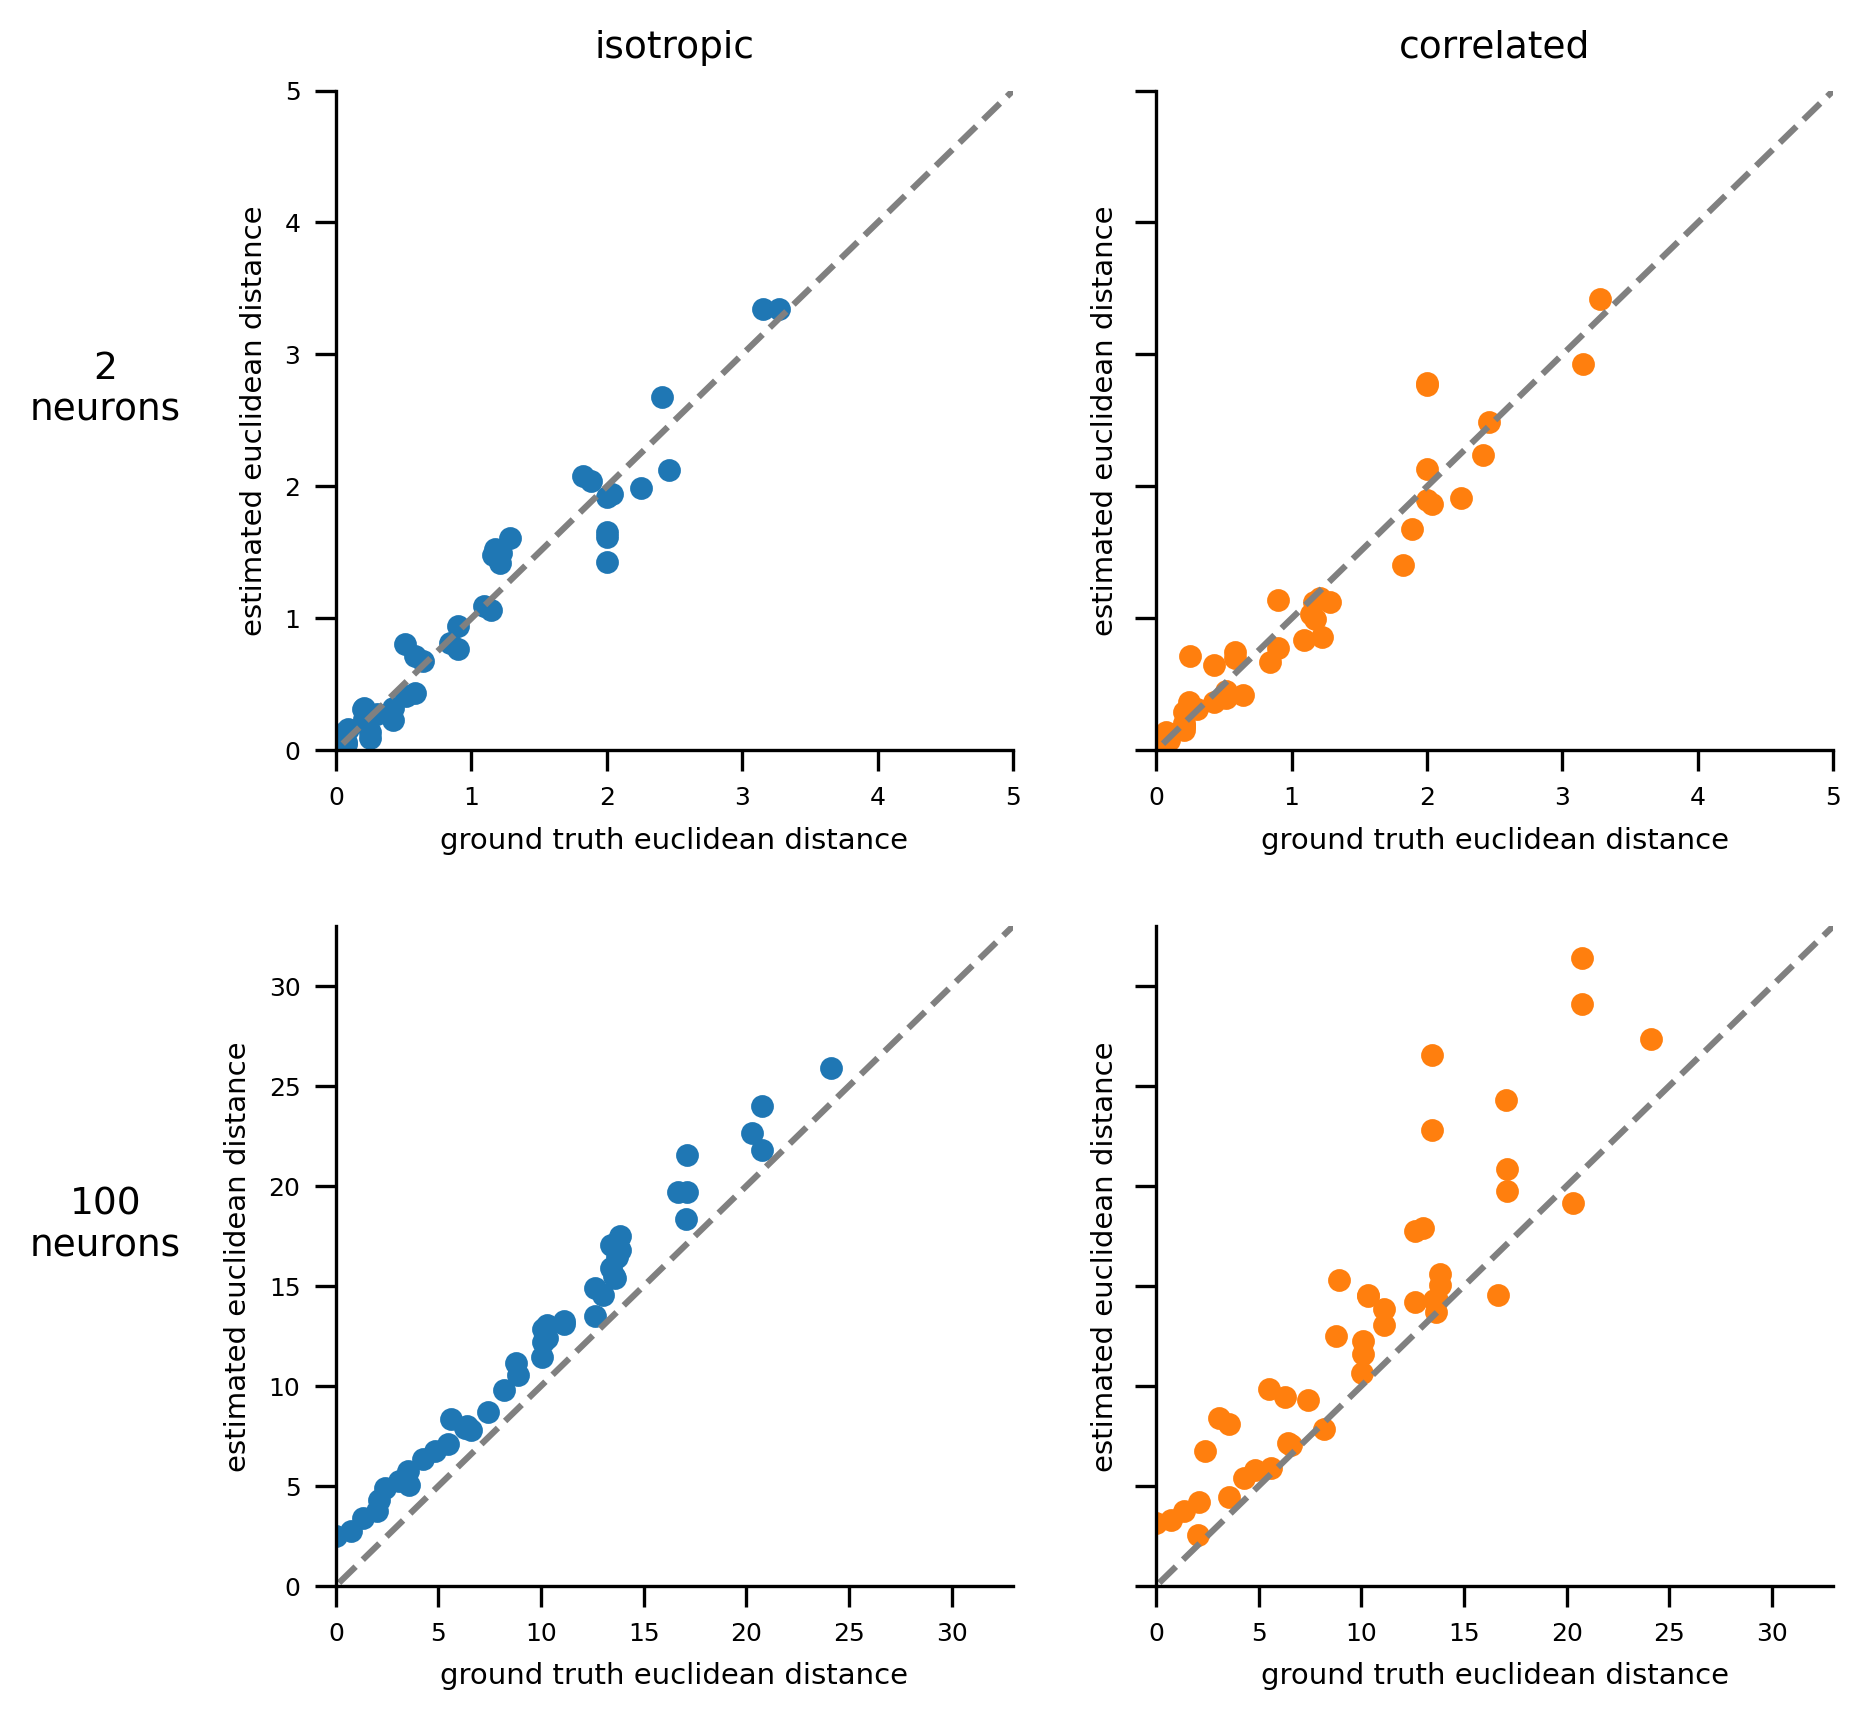 isotropic
correlated
2
neurons
estimated euclidean distance
5
4
3
2
1
0
0 1 2 3 4 5
ground truth euclidean distance
estimated euclidean distance
0 1 2 3 4 5
ground truth euclidean distance
100
neurons
estimated euclidean distance
30
25
20
15
10
5
0
0 5 10 15 20 25 30
ground truth euclidean distance
estimated euclidean distance
0 5 10 15 20 25 30
ground truth euclidean distance